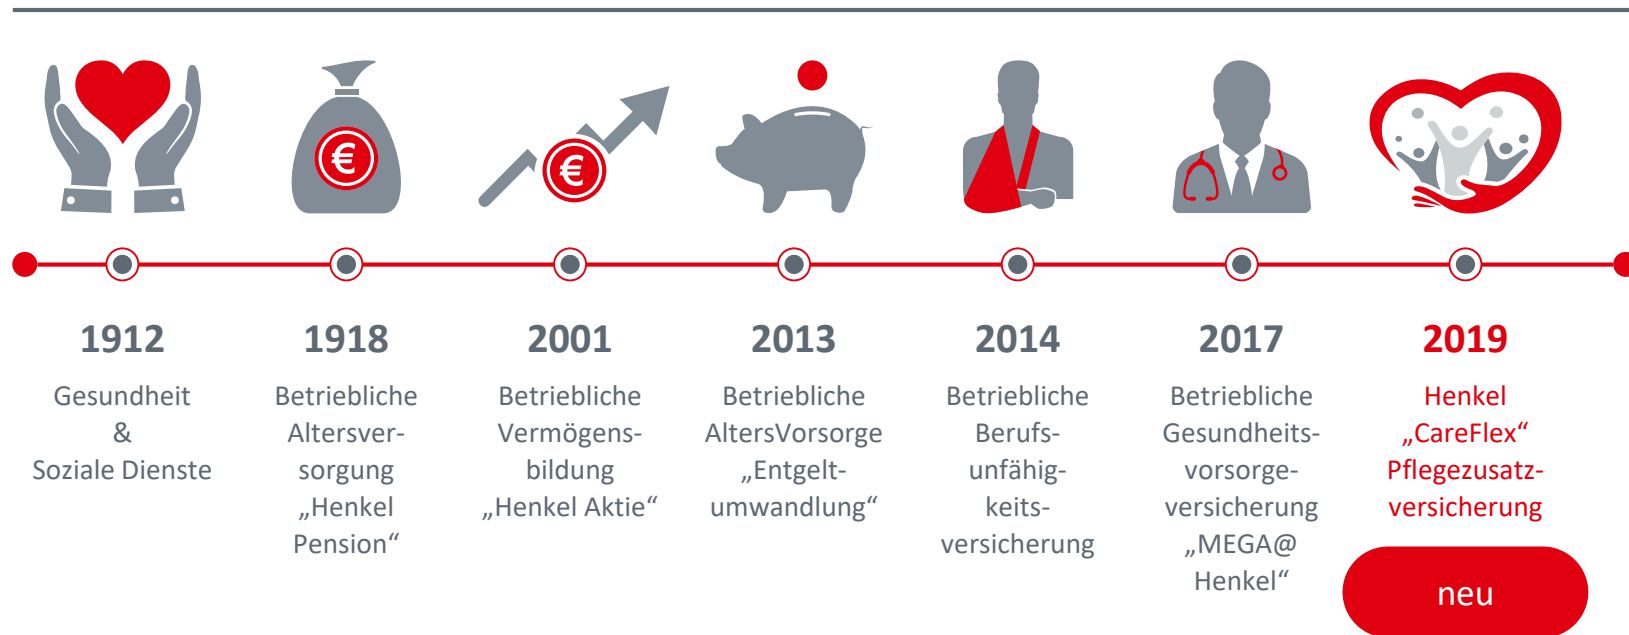 €
€
1912
Gesundheit
&
Soziale Dienste
1918
Betriebliche
Altersver-
sorgung
„Henkel
Pension“
2001
Betriebliche
Vermögens-
bildung
„Henkel Aktie“
2013
Betriebliche
AltersVorsorge
„Entgelt-
umwandlung“
2014
Betriebliche
Berufs-
unfähig-
keits-
versicherung
2017
Betriebliche
Gesundheits-
vorsorge-
versicherung
„MEGA@
Henkel“
2019
Henkel
„CareFlex“
Pflegezusatz-
versicherung
neu